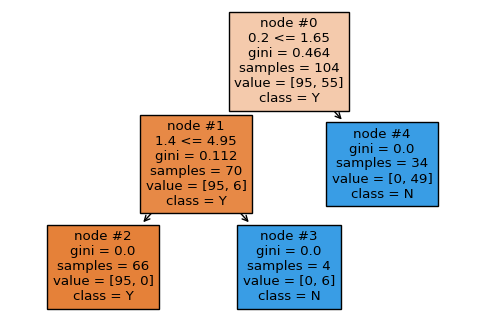 node #0
0.2 <= 1.65
gini = 0.464
samples = 104
value = [95, 55]
class = Y
node #1
1.4 <= 4.95
gini = 0.112
samples = 70
value = [95, 6]
class = Y
node #4
gini = 0.0
samples = 34
value = [0, 49]
class = N
node #2
gini = 0.0
samples = 66
value = [95, 0]
class = Y
node #3
gini = 0.0
samples = 4
value = [0, 6]
class = N